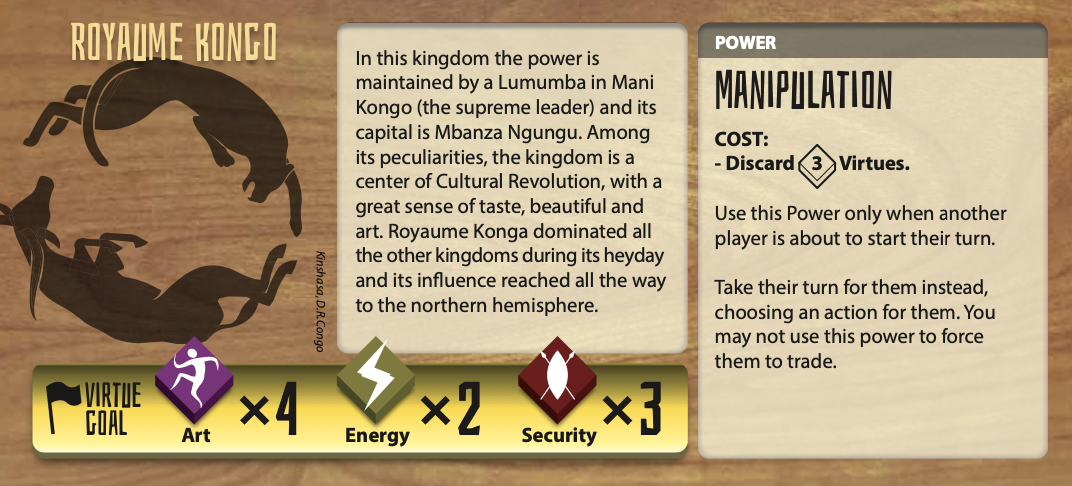 ROYAUME KONGO
In this kingdom the power is
maintained by a Lumumba in Mani
Kongo (the supreme leader) and its
capital is Mbanza Ngungu. Among
its peculiarities, the kingdom is a
center of Cultural Revolution, with a
great sense of taste, beautiful and
art. Royaume Konga dominated all
the other kingdoms during its heyday
and its influence reached all the way
to the northern hemisphere.
Kinshasa, D.R.Congo
VIRTUE
GOAL
Art ×4
Energy ×2
Security ×3
POWER
MANIPULATION
COST:
- Discard 3 Virtues.
Use this Power only when another
player is about to start their turn.
Take their turn for them instead,
choosing an action for them. You
may not use this power to force
them to trade.